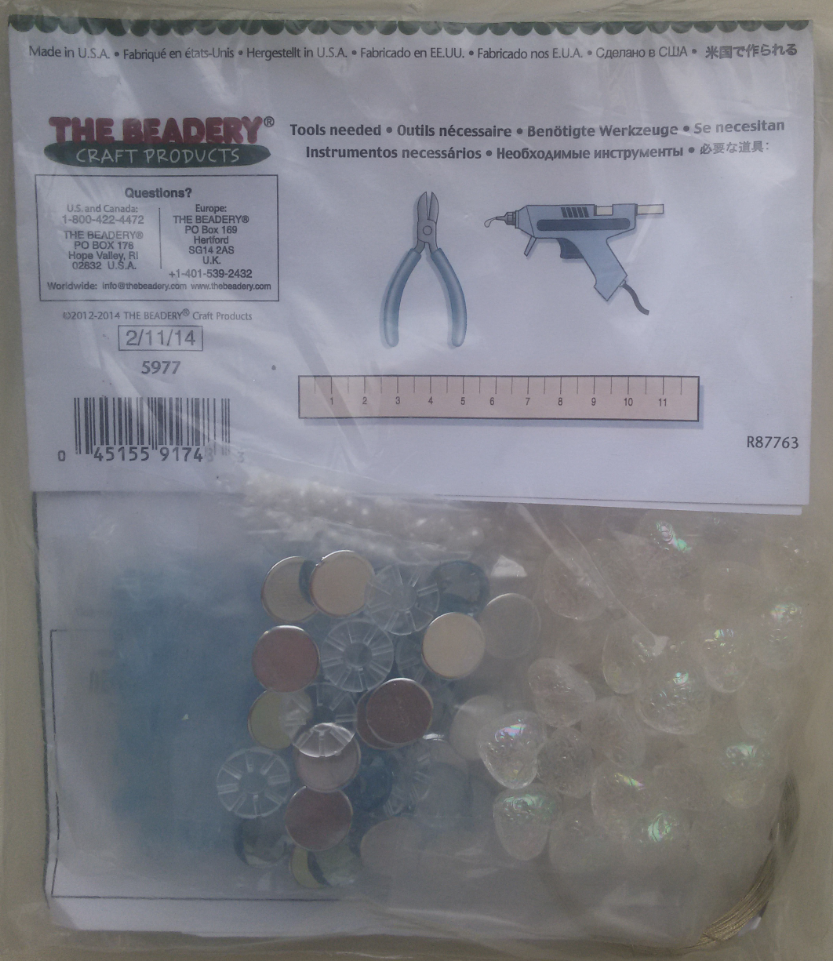 Made in U.S.A. • Fabriqué en états-Unis • Hergestellt in U.S.A. • Fabricado en EE.UU. • Fabricado nos E.U.A. • Сделано в США • 米国で作られる
THE BEADERY®
CRAFT PRODUCTS
Tools needed • Outils nécessaire • Benötigte Werkzeuge • Se necesitan
Instrumentos necessários • Необходимые инструменты • 必要な道具:
Questions?
U.S. and Canada:
1-800-422-4472
THE BEADERY®
PO BOX 178
Hope Valley, RI
02832 U.S.A.
Europe:
THE BEADERY®
PO Box 169
Hertford
SG14 2AS
U.K.
+1-401-539-2432
Worldwide: info@thebeadery.com www.thebeadery.com
©2012-2014 THE BEADERY® Craft Products
2/11/14
5977
0 45155 9174 3
1 2 3 4 5 6 7 8 9 10 11
R87763